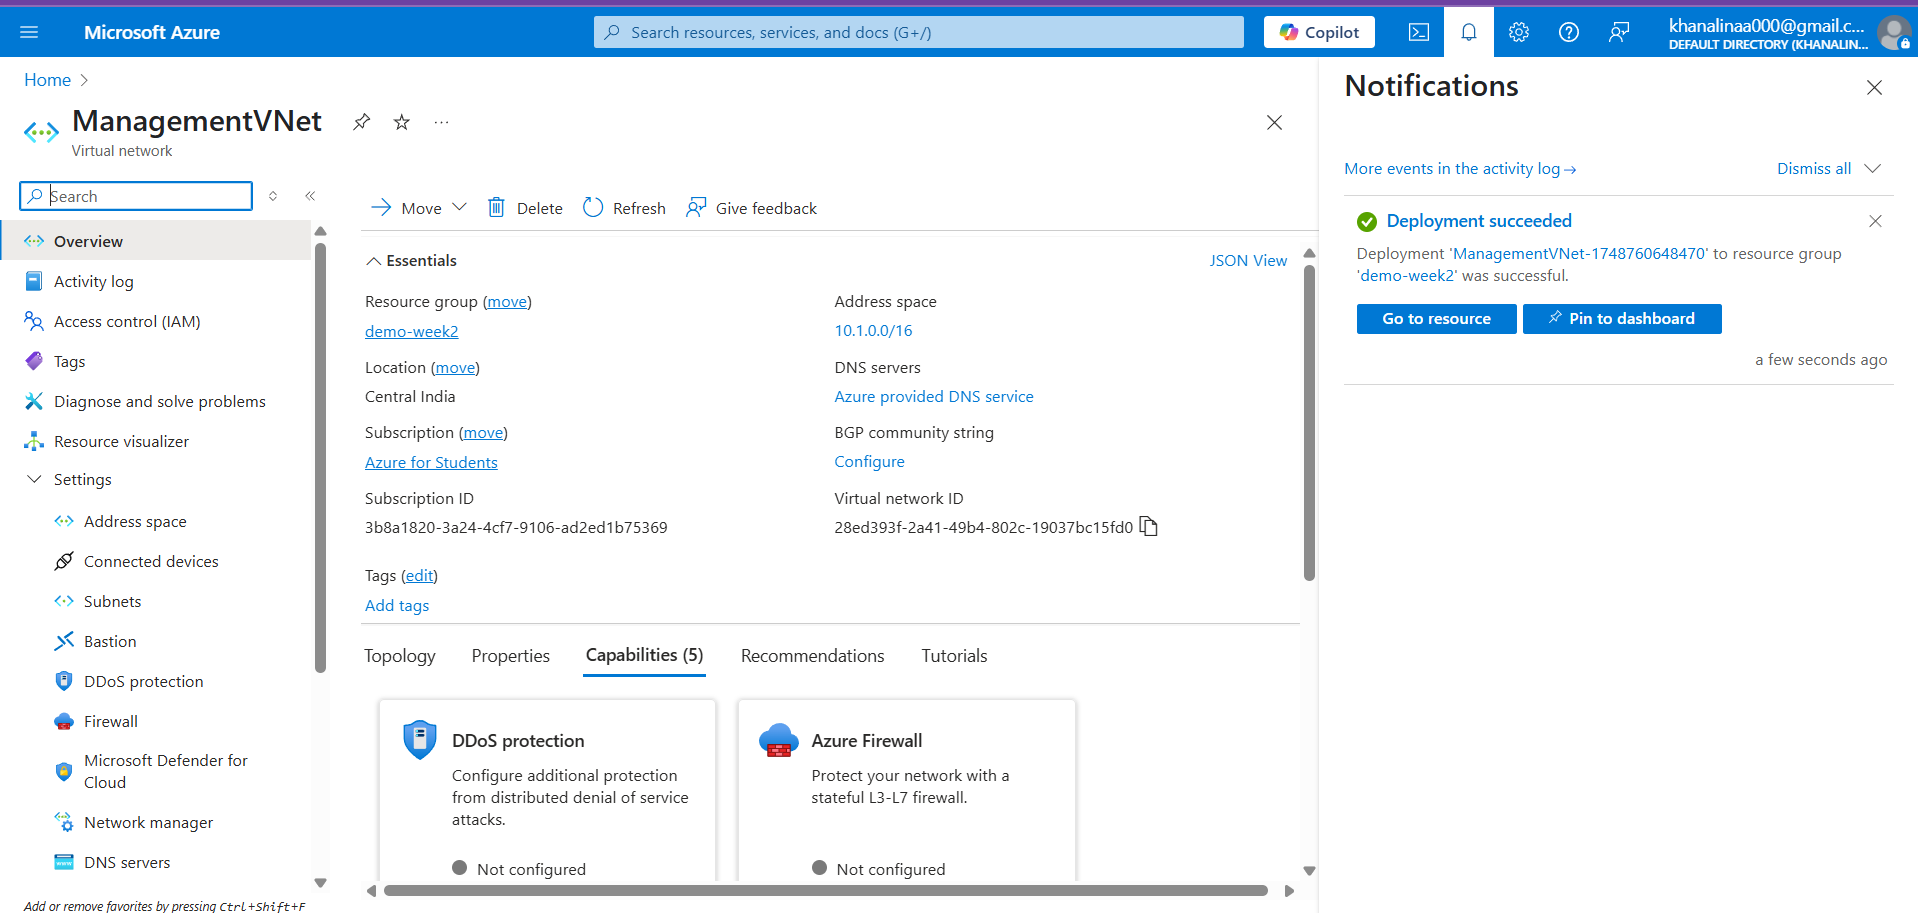 Microsoft Azure
Search resources, services, and docs (G+/)
Copilot
khanalinaa000@gmail.c...
DEFAULT DIRECTORY (KHANALIN...
Home
ManagementVNet
Virtual network
Search
Overview
Activity log
Access control (IAM)
Tags
Diagnose and solve problems
Resource visualizer
Settings
Address space
Connected devices
Subnets
Bastion
DDoS protection
Firewall
Microsoft Defender for
Cloud
Network manager
DNS servers
Add or remove favorites by pressing Ctrl+Shift+F
Move
Delete
Refresh
Give feedback
Essentials
JSON View
Resource group (move)
demo-week2
Location (move)
Central India
Subscription (move)
Azure for Students
Subscription ID
3b8a1820-3a24-4cf7-9106-ad2ed1b75369
Address space
10.1.0.0/16
DNS servers
Azure provided DNS service
BGP community string
Configure
Virtual network ID
28ed393f-2a41-49b4-802c-19037bc15fd0
Tags (edit)
Add tags
Topology
Properties
Capabilities (5)
Recommendations
Tutorials
DDoS protection
Configure additional protection
from distributed denial of service
attacks.
Not configured
Azure Firewall
Protect your network with a
stateful L3-L7 firewall.
Not configured
Notifications
More events in the activity log→
Dismiss all
Deployment succeeded
Deployment 'ManagementVNet-1748760648470' to resource group
'demo-week2' was successful.
Go to resource
Pin to dashboard
a few seconds ago